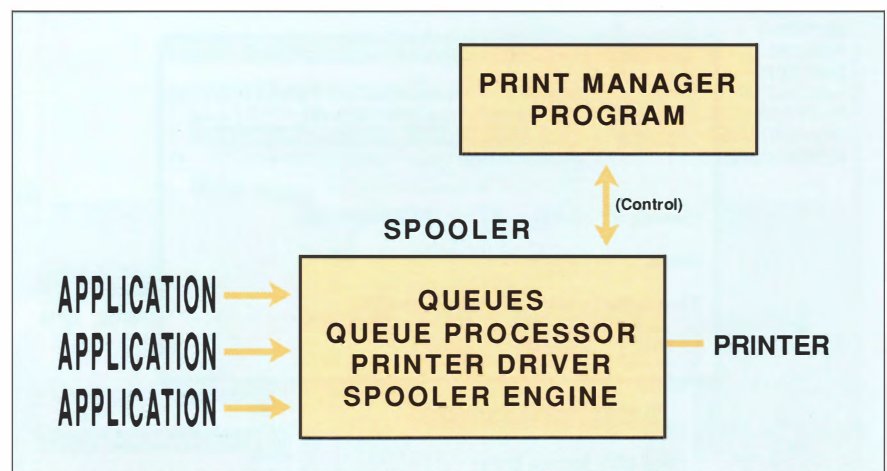 PRINT MANAGER
PROGRAM
(Control)
SPOOLER
APPLICATION
APPLICATION
APPLICATION
QUEUES
QUEUE PROCESSOR
PRINTER DRIVER
SPOOLER ENGINE
PRINTER